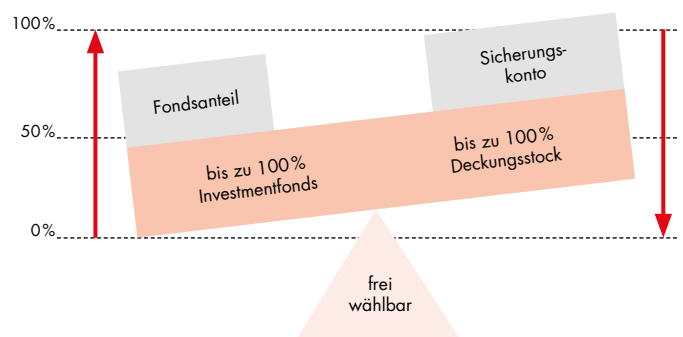 100 %
Sicherungs-
konto
Fondsanteil
50 %
bis zu 100 %
Investmentfonds
bis zu 100 %
Deckungsstock
0 %
frei
wählbar